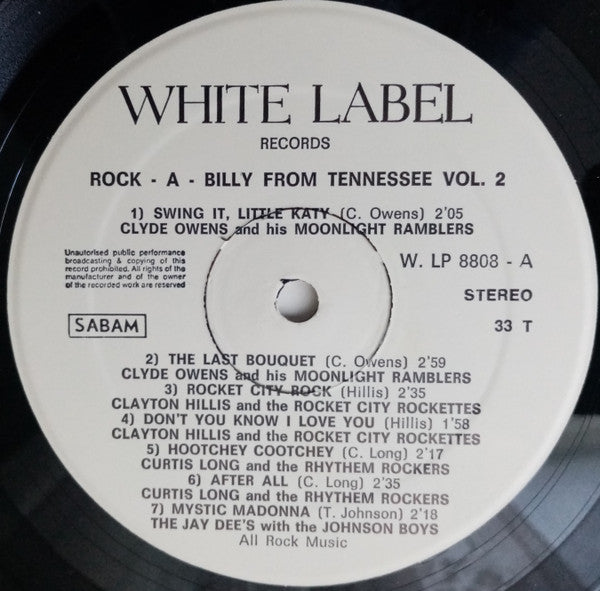 WHITE LABEL
RECORDS
ROCK - A - BILLY FROM TENNESSEE VOL. 2
1) SWING IT, LITTLE KATY (C. Owens) 2'05
CLYDE OWENS and his MOONLIGHT RAMBLERS
Unautorised public performance
broadcasting & copying of this
record prohibited. All rights of the
manufacturer and of the owner
of the recorded work are reserved
W. LP 8808 - A
STEREO
SABAM
33 T
2) THE LAST BOUQUET (C. Owens) 2'59
CLYDE OWENS and his MOONLIGHT RAMBLERS
3) ROCKET CITY ROCK (Hillis) 2'35
CLAYTON HILLIS and the ROCKET CITY ROCKETTES
4) DON'T YOU KNOW I LOVE YOU (Hillis) 1'58
CLAYTON HILLIS and the ROCKET CITY ROCKETTES
5) HOOTCHEY COOTCHEY (C. Long) 2'17
CURTIS LONG and the RHYTHEM ROCKERS
6) AFTER ALL (C. Long) 2'35
CURTIS LONG and the RHYTHEM ROCKERS
7) MYSTIC MADONNA (T. Johnson) 2'18
THE JAY DEE'S with the JOHNSON BOYS
All Rock Music